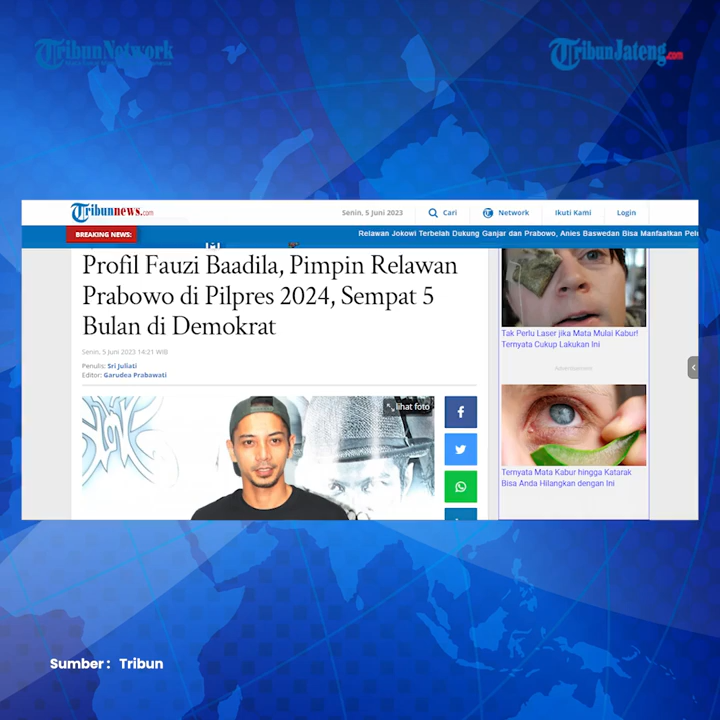 TribunNetwork
TribunJateng.com
Tribunnews.com
Senin, 5 Juni 2023
Cari
Network
Ikuti Kami
Login
BREAKING NEWS:
Relawan Jokowi Terbelah Dukung Ganjar dan Prabowo, Anies Baswedan Bisa Manfaatkan
Profil Fauzi Baadila, Pimpin Relawan
Prabowo di Pilpres 2024, Sempat 5
Bulan di Demokrat
Senin, 5 Juni 2023 14:21 WIB
Penulis: Sri Juliati
Editor: Garudea Prabawati
lihat foto
Tak Perlu Laser jika Mata Mulai Kabur!
Ternyata Cukup Lakukan Ini
Advertisement
Ternyata Mata Kabur hingga Katarak
Bisa Anda Hilangkan dengan Ini
Sumber : Tribun